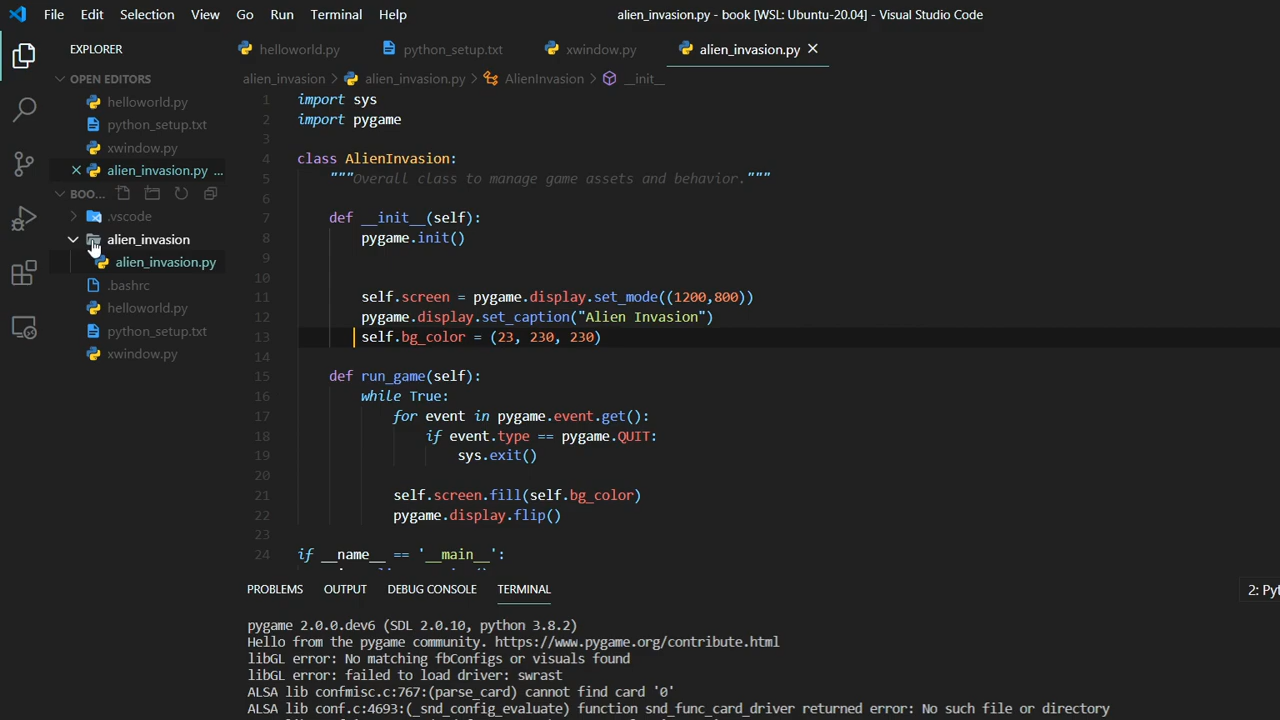 File Edit Selection View Go Run Terminal Help
alien_invasion.py - book [WSL: Ubuntu-20.04] - Visual Studio Code
EXPLORER
OPEN EDITORS
helloworld.py
python_setup.txt
xwindow.py
alien_invasion.py ...
BOO...
.vscode
alien_invasion
alien_invasion.py
.bashrc
helloworld.py
python_setup.txt
xwindow.py
helloworld.py python_setup.txt xwindow.py alien_invasion.py
alien_invasion > alien_invasion.py > AlienInvasion > __init__
1 import sys
2 import pygame
3
4 class AlienInvasion:
5 """Overall class to manage game assets and behavior."""
6
7 def __init__(self):
8 pygame.init()
9
10
11 self.screen = pygame.display.set_mode((1200,800))
12 pygame.display.set_caption("Alien Invasion")
13 self.bg_color = (23, 230, 230)
14
15 def run_game(self):
16 while True:
17 for event in pygame.event.get():
18 if event.type == pygame.QUIT:
19 sys.exit()
20
21 self.screen.fill(self.bg_color)
22 pygame.display.flip()
23
24 if __name__ == '__main__':
PROBLEMS OUTPUT DEBUG CONSOLE TERMINAL
2: Pyt
pygame 2.0.0.dev6 (SDL 2.0.10, python 3.8.2)
Hello from the pygame community. https://www.pygame.org/contribute.html
libGL error: No matching fbConfigs or visuals found
libGL error: failed to load driver: swrast
ALSA lib confmisc.c:767:(parse_card) cannot find card '0'
ALSA lib conf.c:4693:(_snd_config_evaluate) function snd_func_card_driver returned error: No such file or directory